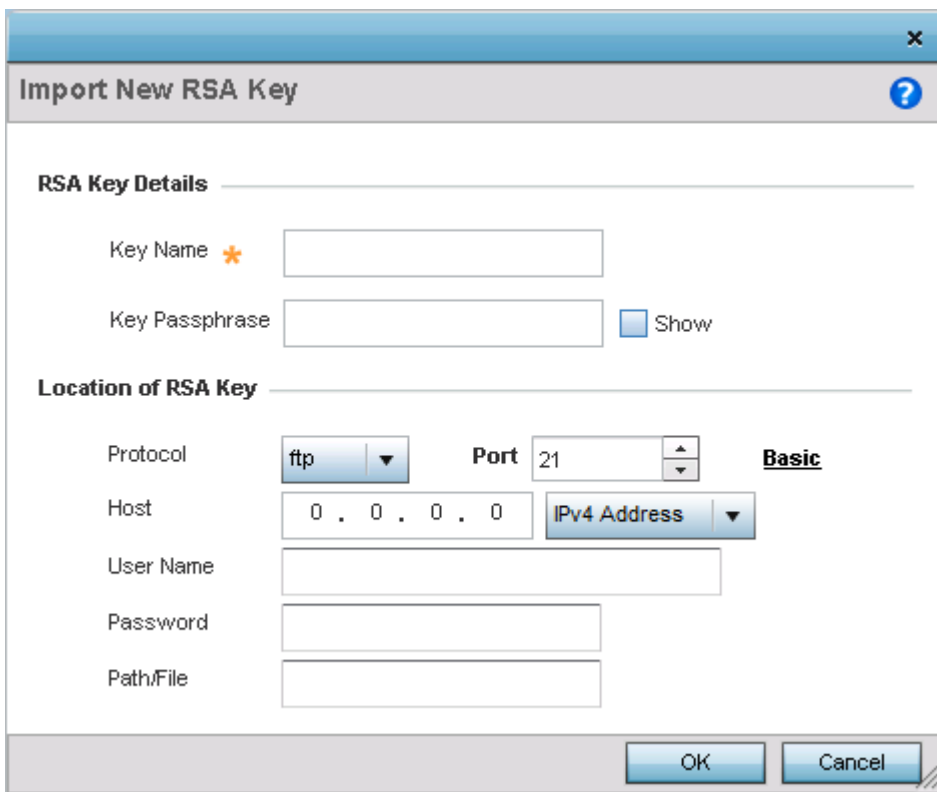 Import New RSA Key ?
RSA Key Details
Key Name *
Key Passphrase Show
Location of RSA Key
Protocol ftp Port 21 Basic
Host 0 . 0 . 0 . 0 IPv4 Address
User Name
Password
Path/File
OK Cancel